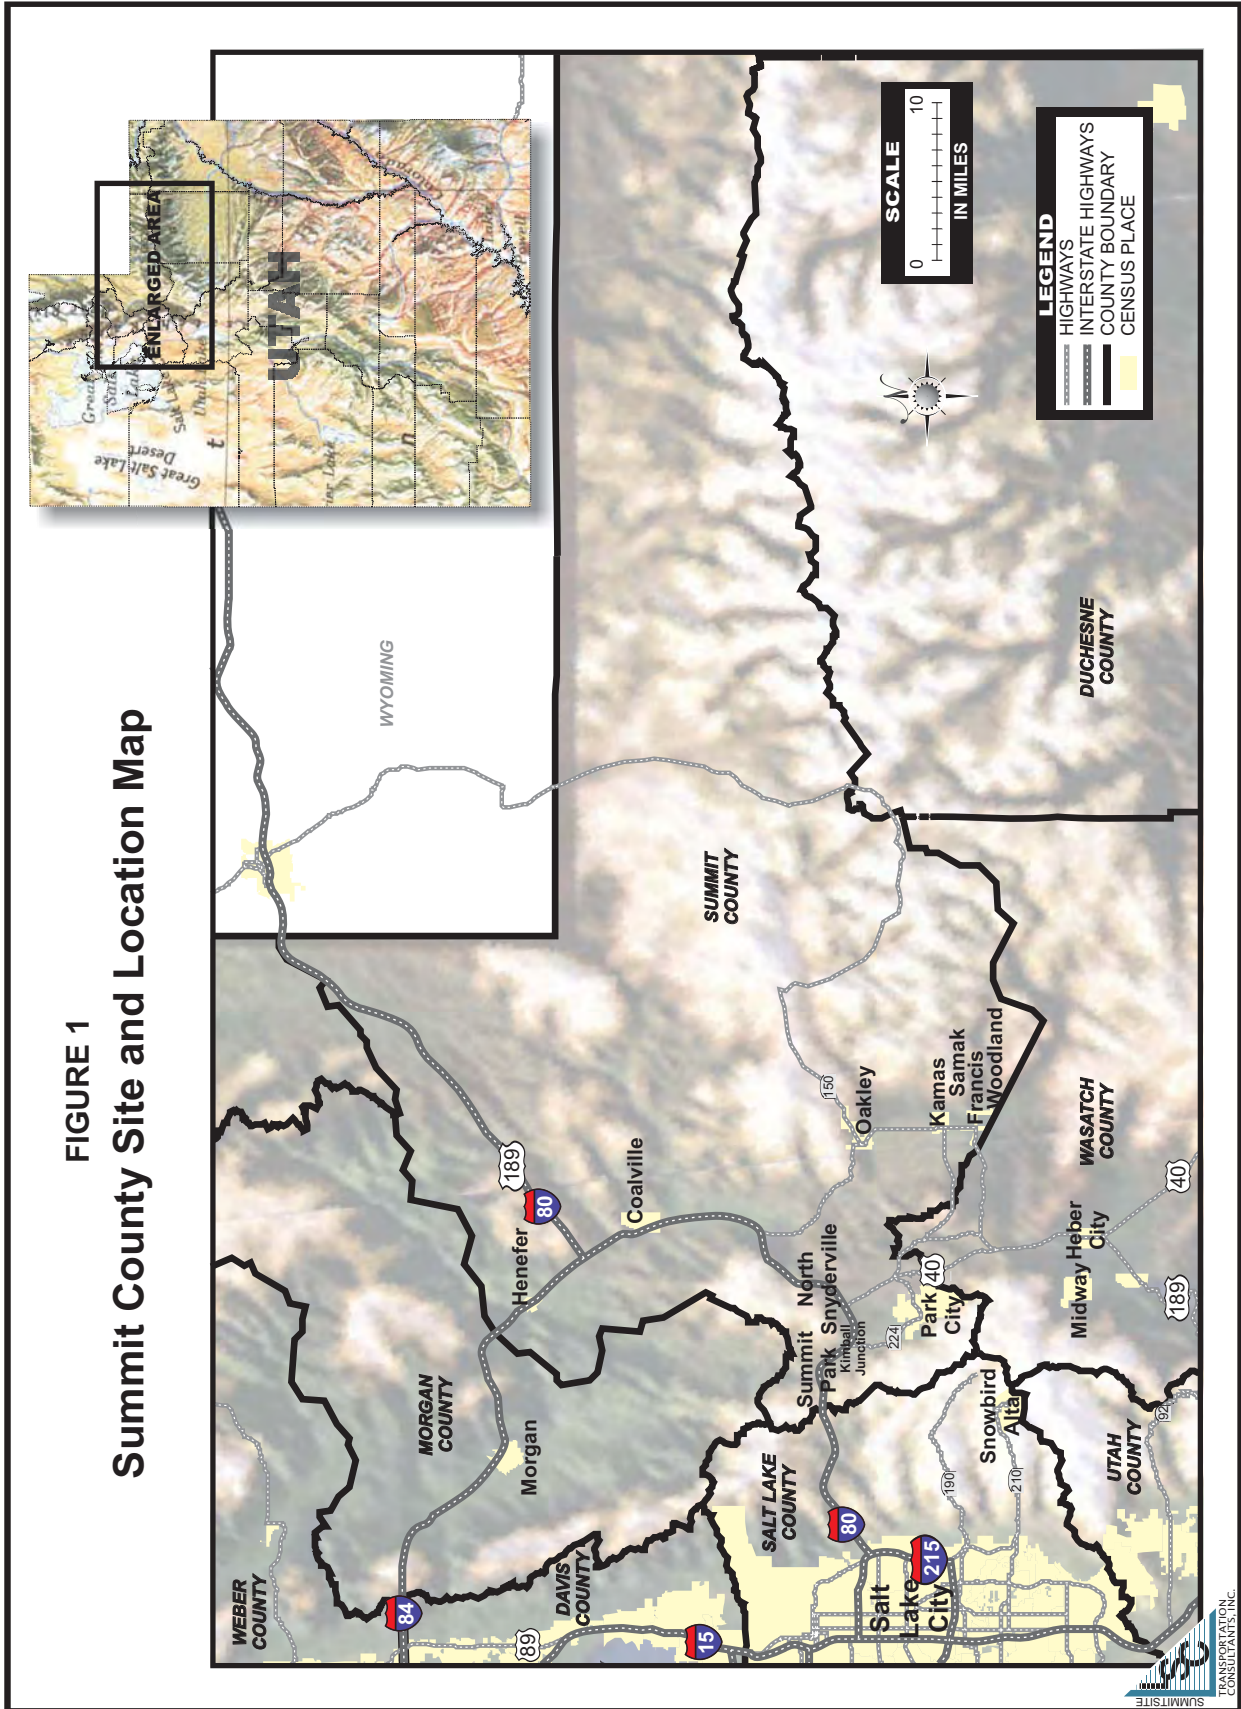 FIGURE 1
Summit County Site and Location Map
Great
Salt
Lake
Great Salt Lake
Desert
ENLARGED AREA
UTAH
WYOMING
WEBER
COUNTY
MORGAN
COUNTY
DAVIS
COUNTY
SALT LAKE
COUNTY
SUMMIT
COUNTY
UTAH
COUNTY
WASATCH
COUNTY
DUCHESNE
COUNTY
84
89
15
80
215
Salt
Lake
City
190
210
92
Morgan
Henefer
189
80
Coalville
Summit
Park
North
Snyderville
Kimball
Junction
224
Park
City
40
Snowbird
Alta
Midway
Heber
City
189
40
150
Oakley
Kamas
Samak
Francis
Woodland
N
SCALE
0 10
IN MILES
LEGEND
HIGHWAYS
INTERSTATE HIGHWAYS
COUNTY BOUNDARY
CENSUS PLACE
SUMMITSITE
TRANSPORTATION
CONSULTANTS, INC.